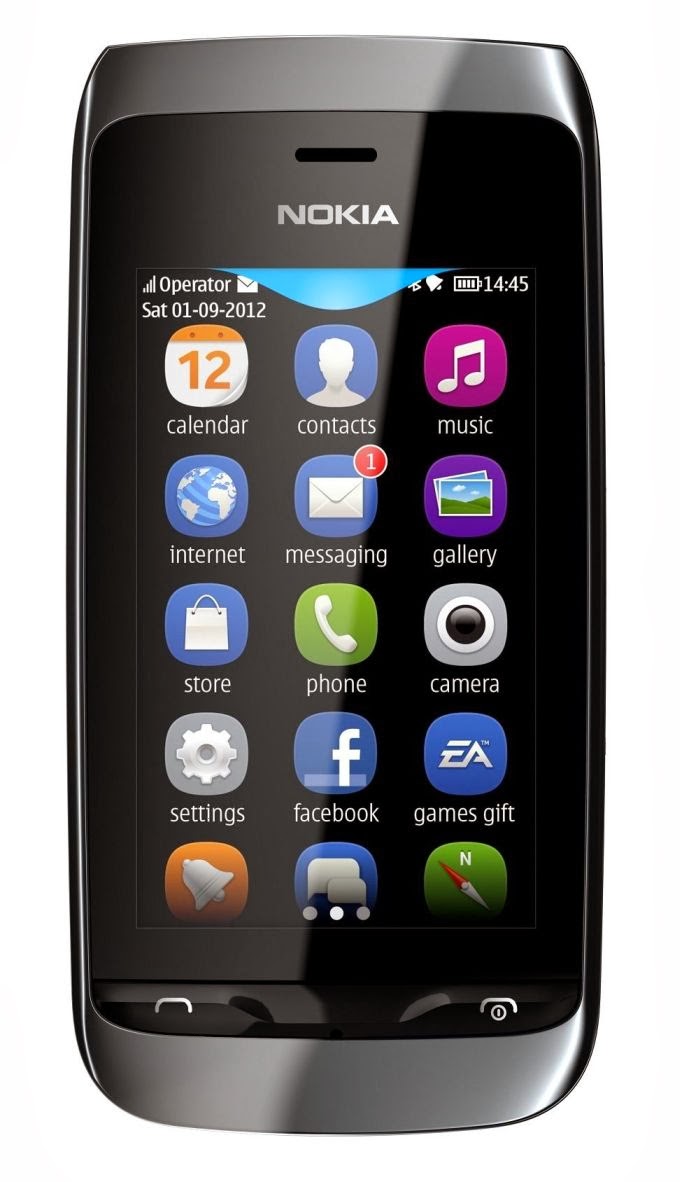 NOKIA
Operator 14:45
Sat 01-09-2012
12
calendar contacts music
1
internet messaging gallery
store phone camera
f EA™
settings facebook games gift
N